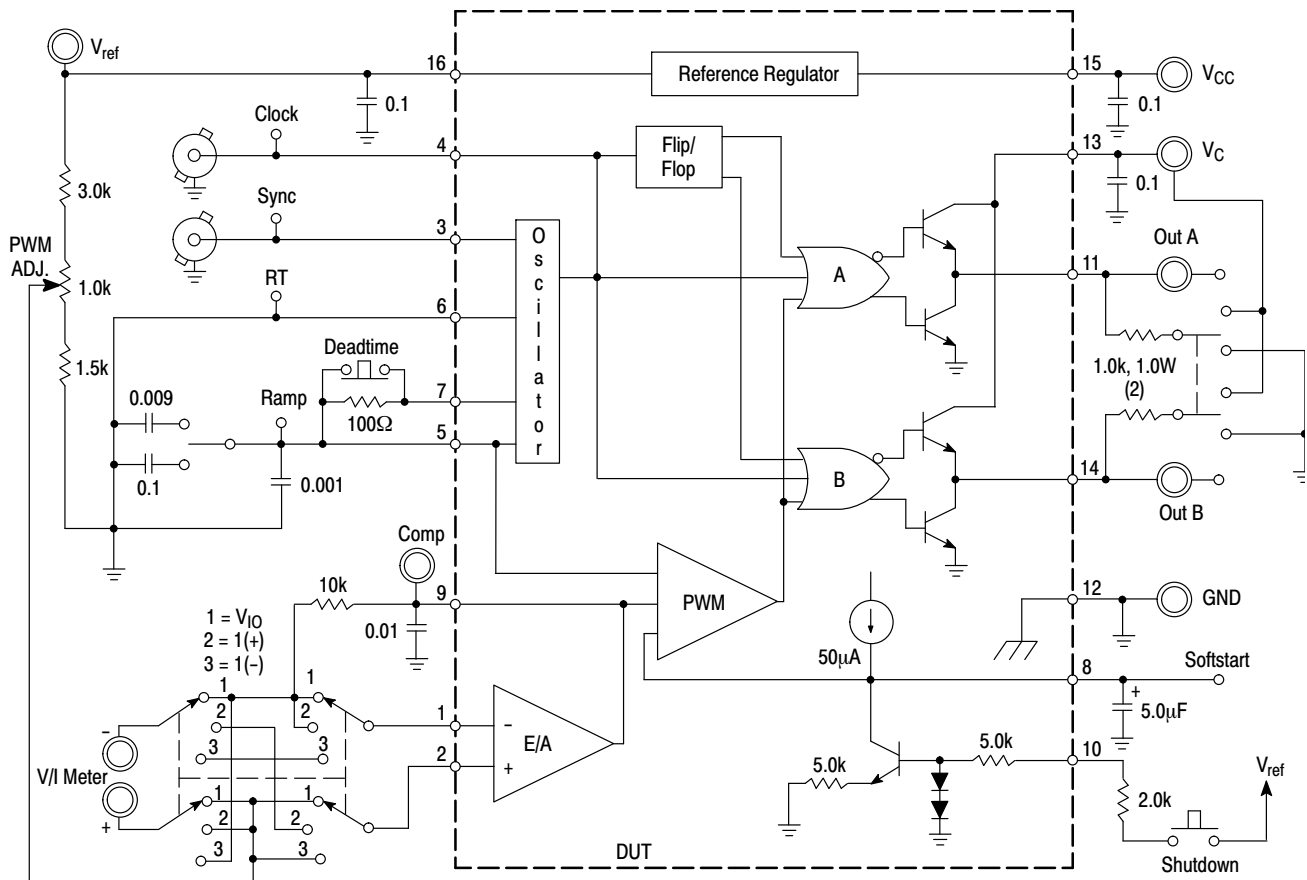 Vref
16
Reference Regulator
15
VCC
0.1
0.1
Clock
4
Flip/
Flop
13
VC
0.1
3.0k
Sync
3
Oscillator
Out A
PWM
ADJ.
1.0k
RT
6
A
11
1.5k
Deadtime
1.0k, 1.0W
(2)
0.009
Ramp
7
100Ω
5
0.1
0.001
B
14
Out B
Comp
10k
9
PWM
12
GND
1 = VIO
2 = 1(+)
3 = 1(−)
0.01
50μA
8
Softstart
+
5.0μF
1
1
2
2
3
3
−
V/I Meter
+
1
−
E/A
2
+
5.0k
5.0k
10
Vref
2.0k
1
1
2
2
3
3
DUT
Shutdown